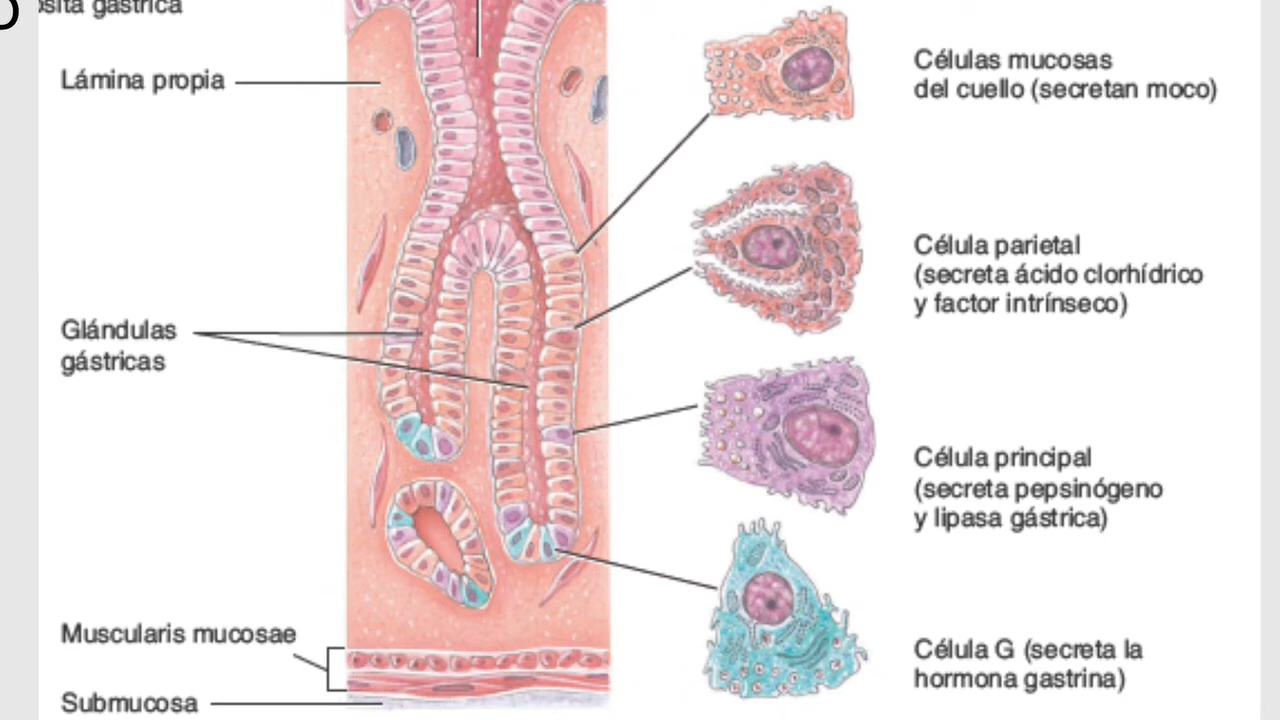 gástrica
Lámina propia
Glándulas
gástricas
Muscularis mucosae
Submucosa
Células mucosas
del cuello (secretan moco)
Célula parietal
(secreta ácido clorhídrico
y factor intrínseco)
Célula principal
(secreta pepsinógeno
y lipasa gástrica)
Célula G (secreta la
hormona gastrina)